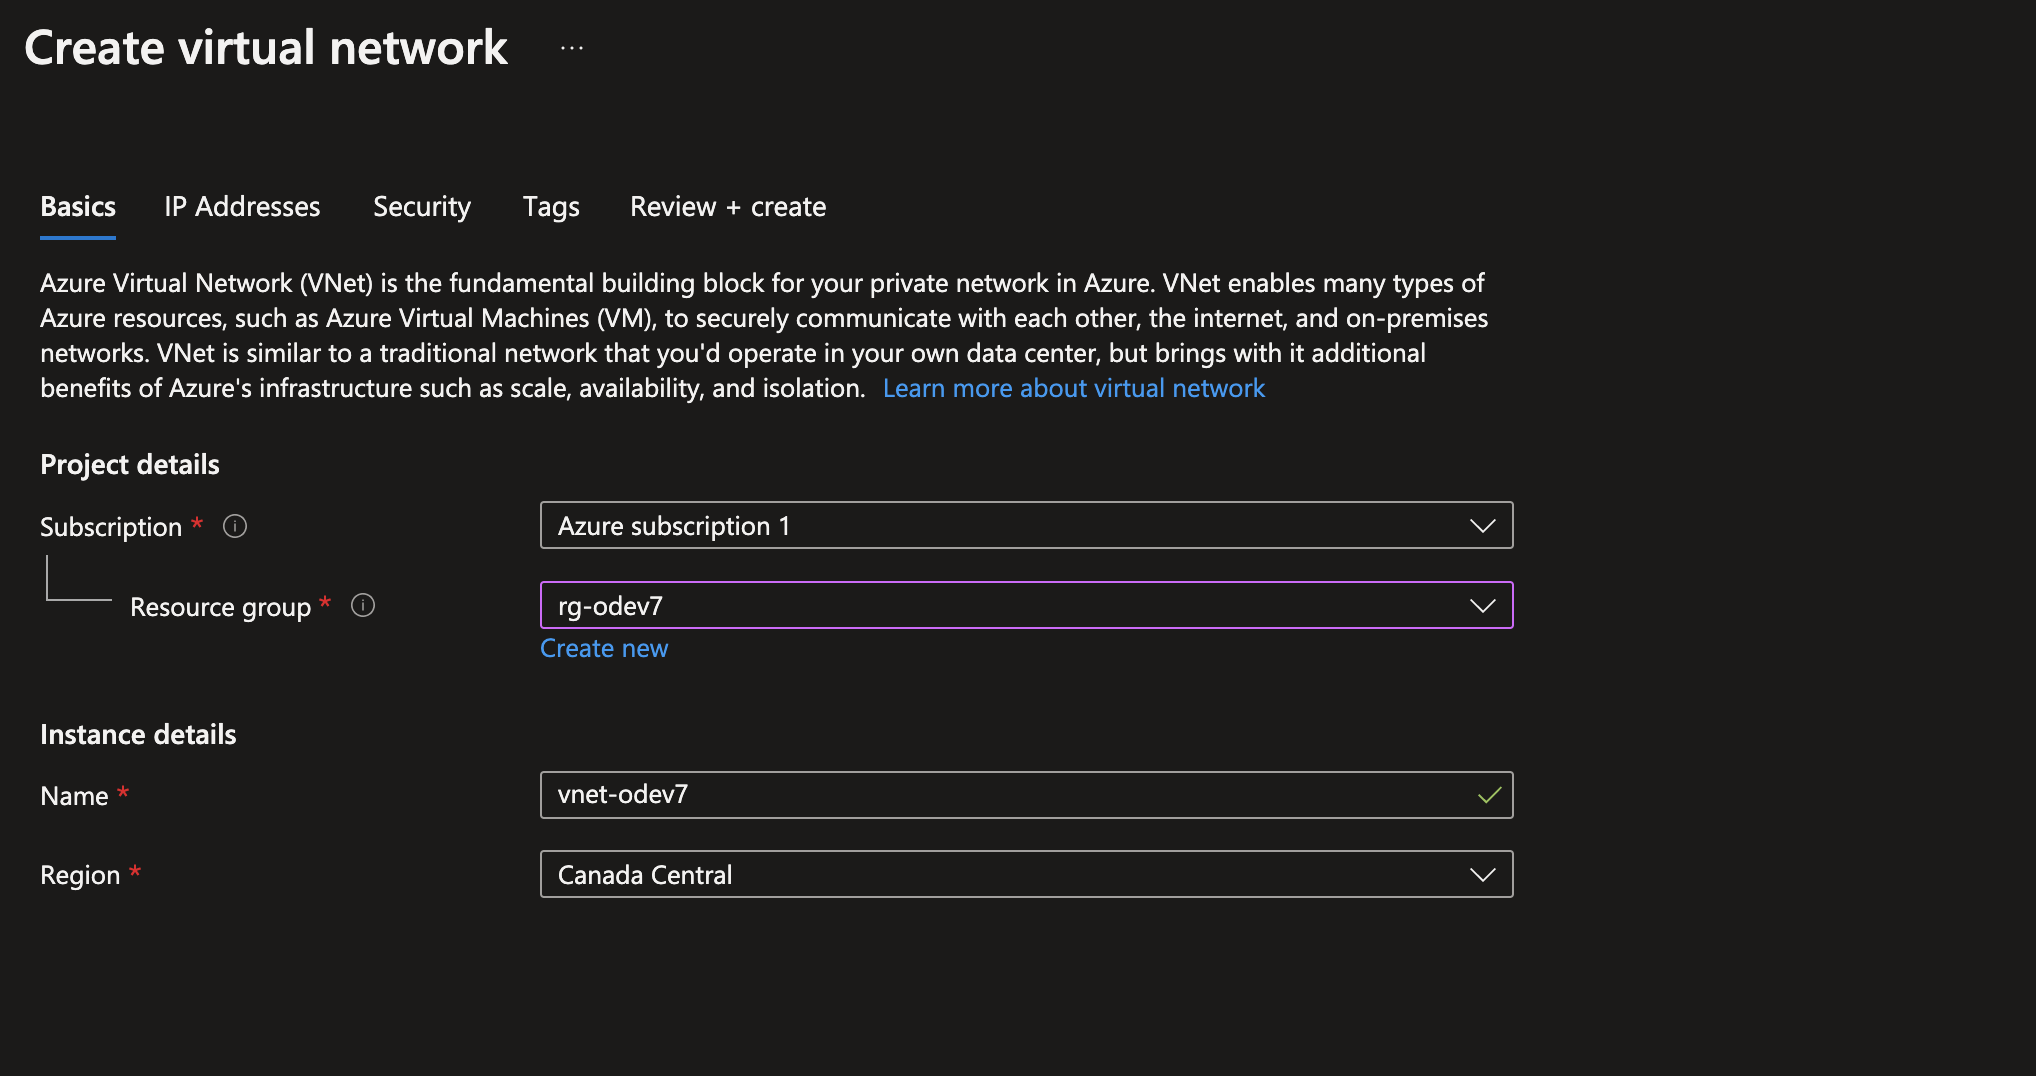 Create virtual network ...
Basics IP Addresses Security Tags Review + create
Azure Virtual Network (VNet) is the fundamental building block for your private network in Azure. VNet enables many types of
Azure resources, such as Azure Virtual Machines (VM), to securely communicate with each other, the internet, and on-premises
networks. VNet is similar to a traditional network that you'd operate in your own data center, but brings with it additional
benefits of Azure's infrastructure such as scale, availability, and isolation. Learn more about virtual network
Project details
Subscription * Azure subscription 1
Resource group * rg-odev7
Create new
Instance details
Name * vnet-odev7
Region * Canada Central